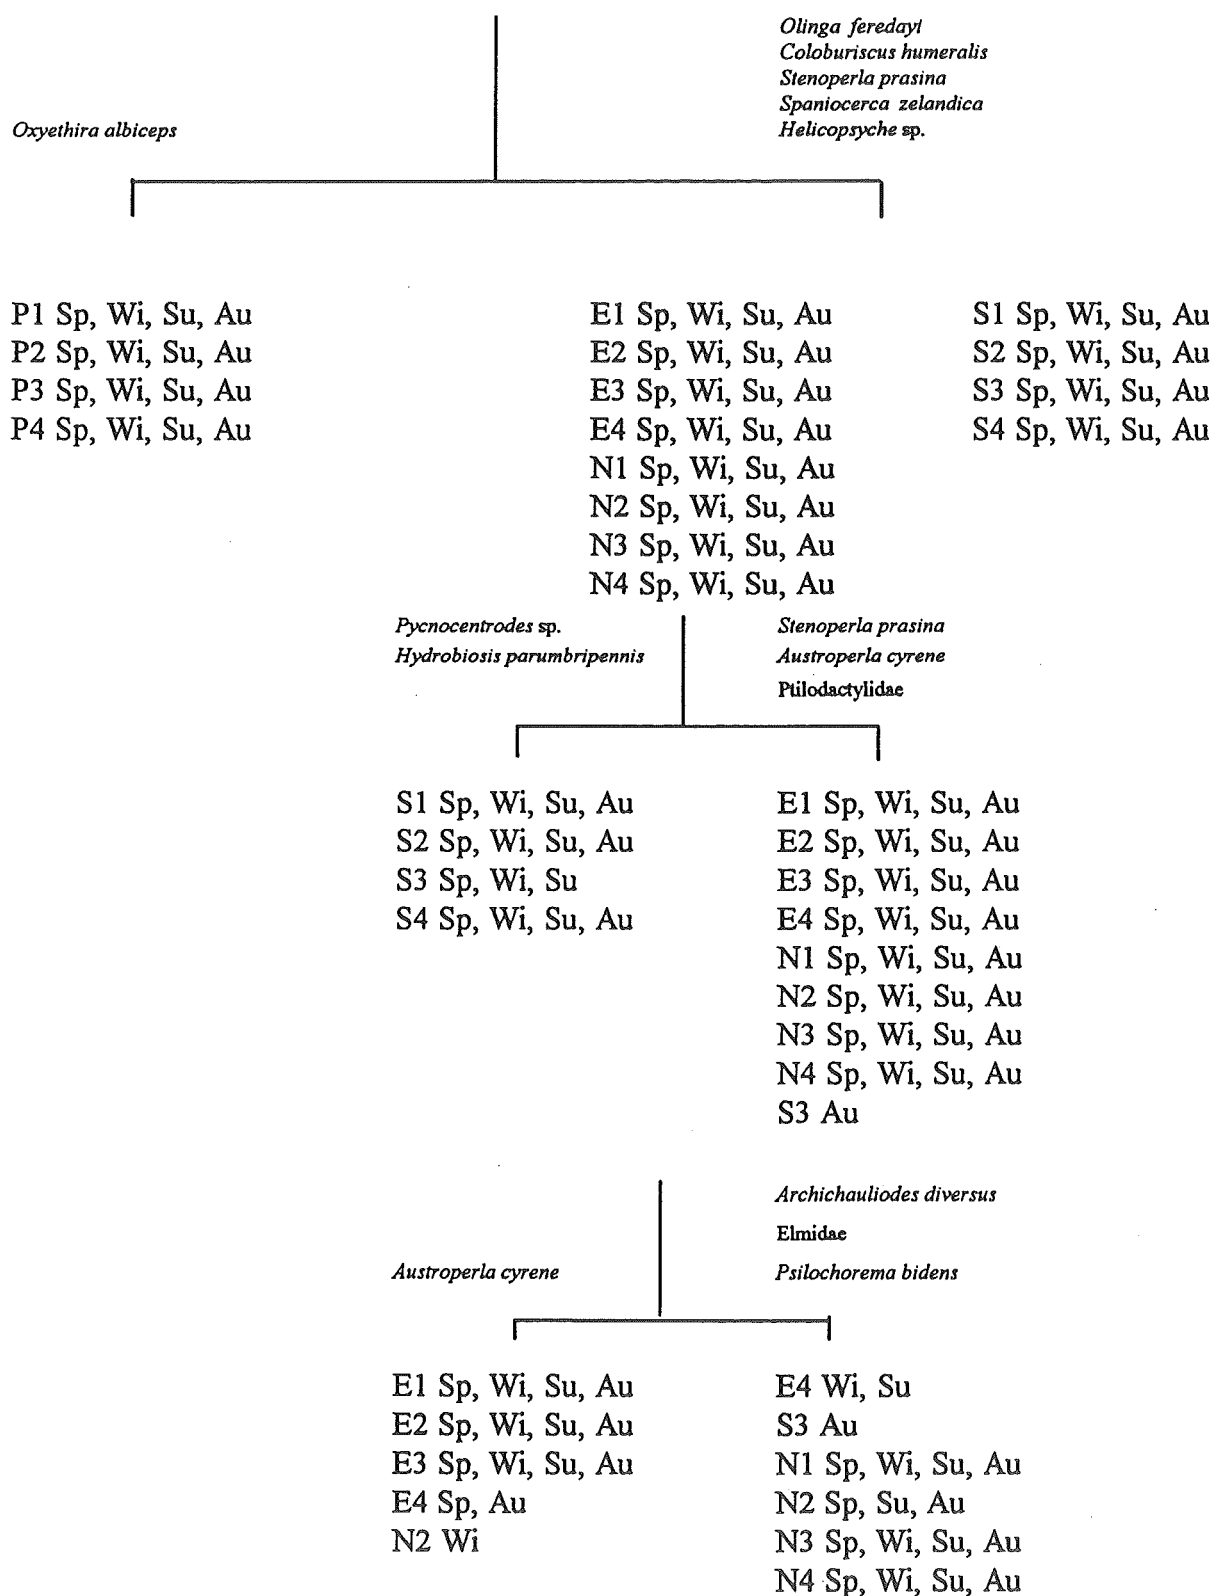 Olinga feredayi
Coloburiscus humeralis
Stenoperla prasina
Spaniocerca zelandica
Oxyethira albiceps
Helicopsyche sp.
P1 Sp, Wi, Su, Au
P2 Sp, Wi, Su, Au
P3 Sp, Wi, Su, Au
P4 Sp, Wi, Su, Au
E1 Sp, Wi, Su, Au
E2 Sp, Wi, Su, Au
E3 Sp, Wi, Su, Au
E4 Sp, Wi, Su, Au
N1 Sp, Wi, Su, Au
N2 Sp, Wi, Su, Au
N3 Sp, Wi, Su, Au
N4 Sp, Wi, Su, Au
S1 Sp, Wi, Su, Au
S2 Sp, Wi, Su, Au
S3 Sp, Wi, Su, Au
S4 Sp, Wi, Su, Au
Pycnocentrodes sp.
Hydrobiosis parumbripennis
Stenoperla prasina
Austroperla cyrene
Ptilodactylidae
S1 Sp, Wi, Su, Au
S2 Sp, Wi, Su, Au
S3 Sp, Wi, Su
S4 Sp, Wi, Su, Au
E1 Sp, Wi, Su, Au
E2 Sp, Wi, Su, Au
E3 Sp, Wi, Su, Au
E4 Sp, Wi, Su, Au
N1 Sp, Wi, Su, Au
N2 Sp, Wi, Su, Au
N3 Sp, Wi, Su, Au
N4 Sp, Wi, Su, Au
S3 Au
Archichauliodes diversus
Elmidae
Austroperla cyrene
Psilochorema bidens
E1 Sp, Wi, Su, Au
E2 Sp, Wi, Su, Au
E3 Sp, Wi, Su, Au
E4 Sp, Au
N2 Wi
E4 Wi, Su
S3 Au
N1 Sp, Wi, Su, Au
N2 Sp, Su, Au
N3 Sp, Wi, Su, Au
N4 Sp, Wi, Su, Au